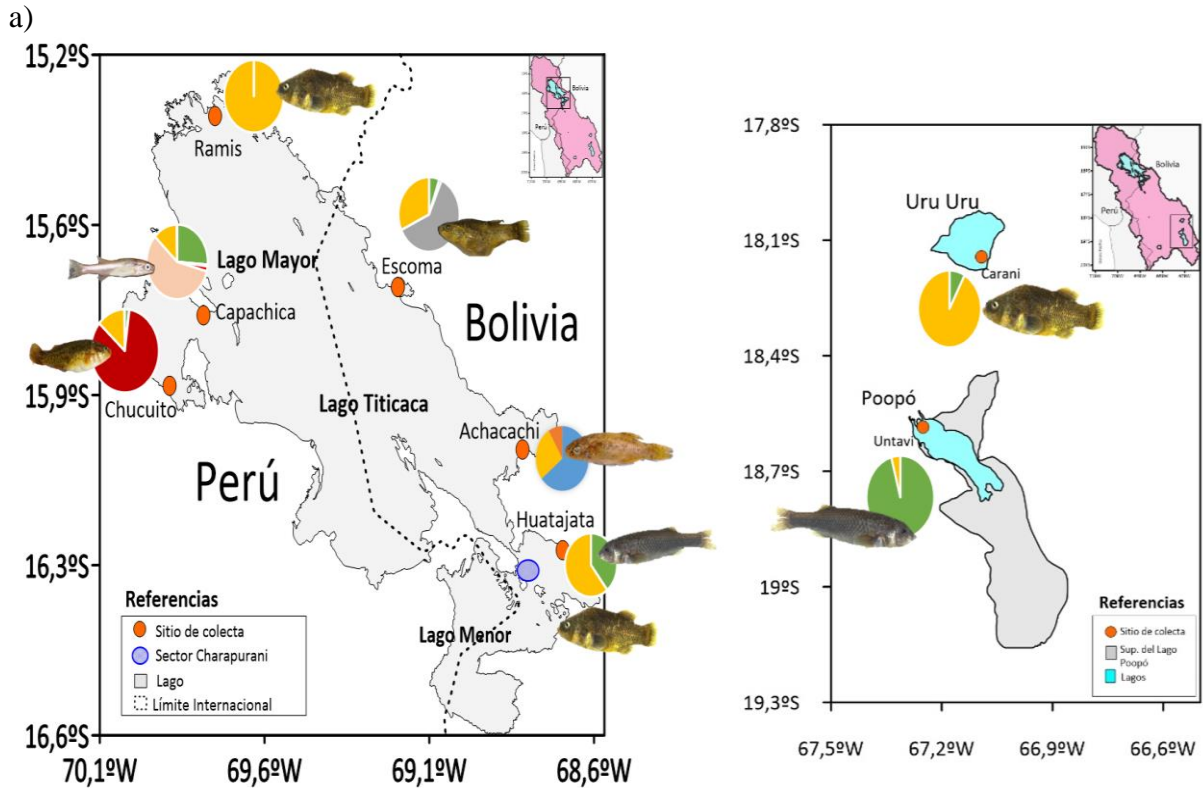 a)
15,2ºS
15,6ºS
15,9ºS
16,3ºS
16,6ºS
70,1ºW
69,6ºW
69,1ºW
68,6ºW
Ramis
Lago Mayor
Escoma
Capachica
Bolivia
Chucuito
Lago Titicaca
Achacachi
Perú
Huatajata
Lago Menor
Referencias
Sitio de colecta
Sector Charapurani
Lago
Límite Internacional
Bolivia
Perú
17,8ºS
18,1ºS
18,4ºS
18,7ºS
19ºS
19,3ºS
67,5ºW
67,2ºW
66,9ºW
66,6ºW
Uru Uru
Carani
Poopó
Untavi
Bolivia
Perú
Referencias
Sitio de colecta
Sup. del Lago
Poopó
Lagos